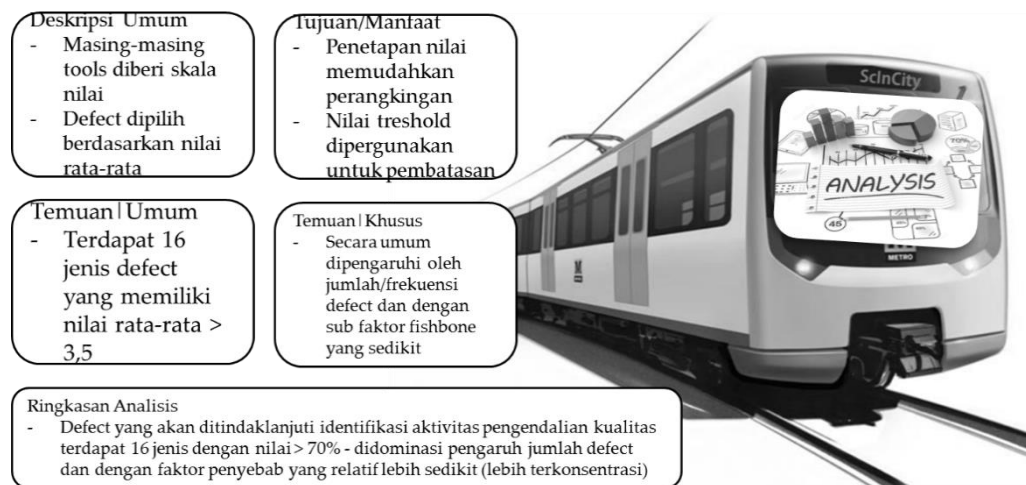 Deskripsi Umum
- Masing-masing
tools diberi skala
nilai
- Defect dipilih
berdasarkan nilai
rata-rata
Tujuan/Manfaat
- Penetapan nilai
memudahkan
perangkingan
- Nilai treshold
dipergunakan
untuk pembatasan
Temuan|Umum
- Terdapat 16
jenis defect
yang memiliki
nilai rata-rata >
3,5
Temuan|Khusus
- Secara umum
dipengaruhi oleh
jumlah/frekuensi
defect dan dengan
sub faktor fishbone
yang sedikit
Ringkasan Analisis
- Defect yang akan ditindaklanjuti identifikasi aktivitas pengendalian kualitas
terdapat 16 jenis dengan nilai > 70% - didominasi pengaruh jumlah defect
dan dengan faktor penyebab yang relatif lebih sedikit (lebih terkonsentrasi)
ScInCity
1
70%
ANALYSIS
45
METRO